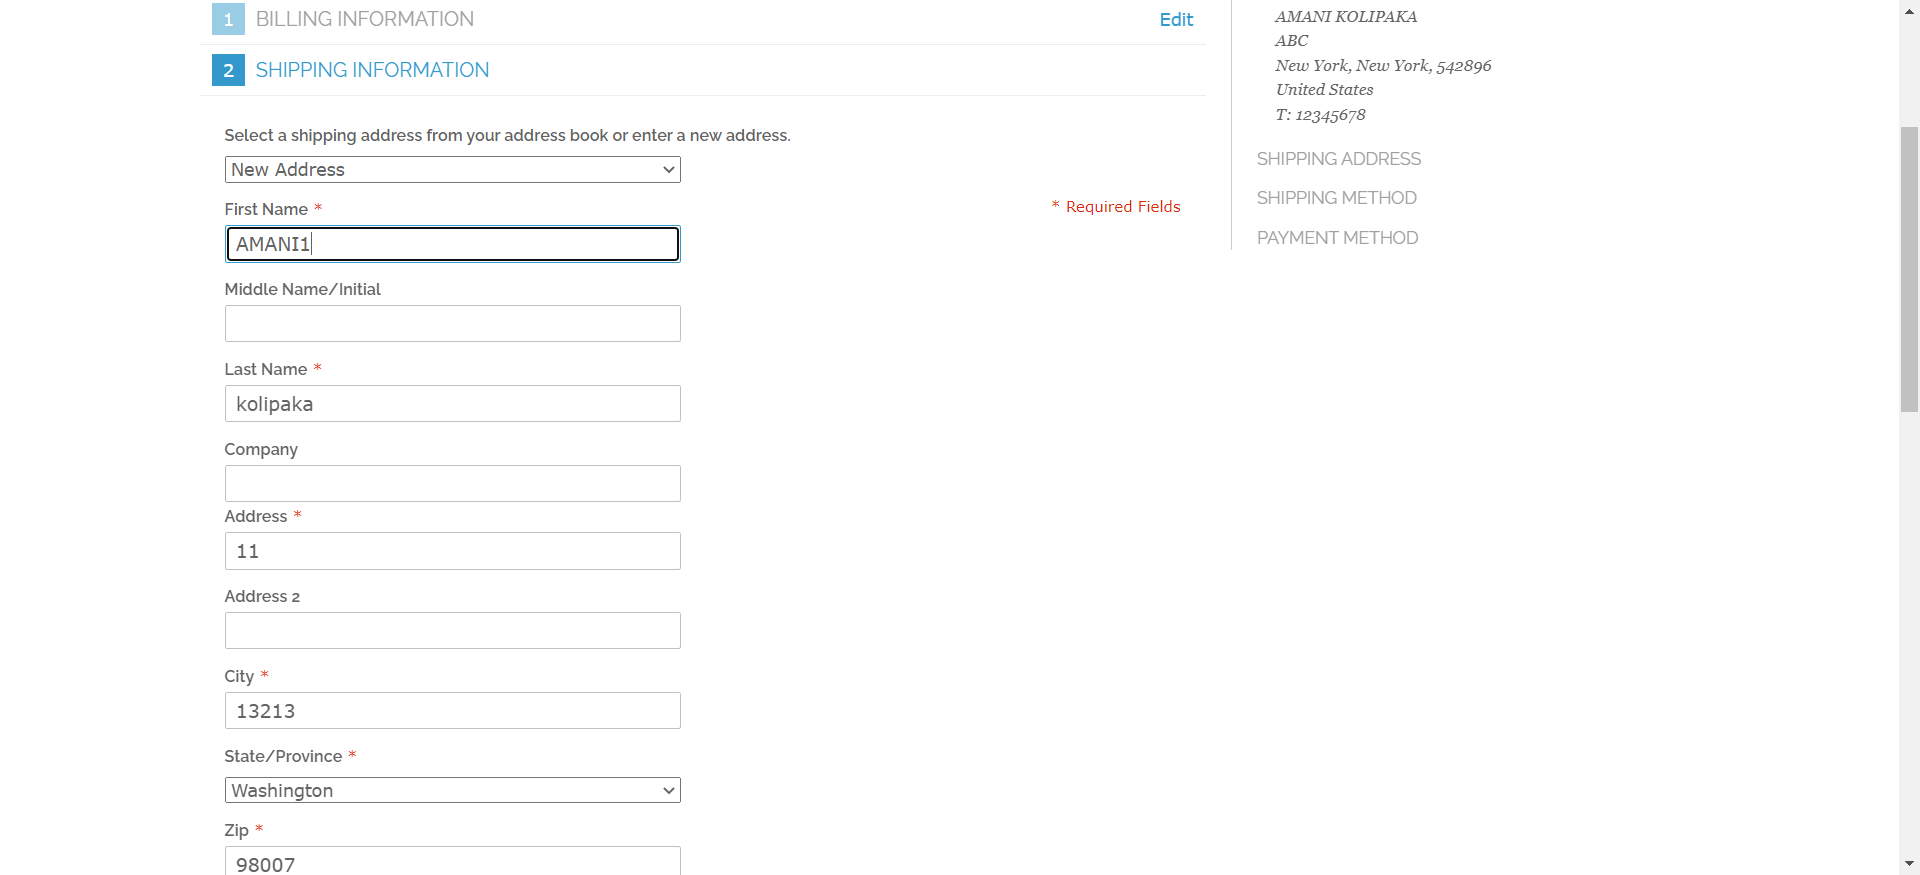 1 BILLING INFORMATION Edit
2 SHIPPING INFORMATION
Select a shipping address from your address book or enter a new address.
New Address
* Required Fields
First Name *
AMANI1
Middle Name/Initial
Last Name *
kolipaka
Company
Address *
11
Address 2
City *
13213
State/Province *
Washington
Zip *
98007
AMANI KOLIPAKA
ABC
New York, New York, 542896
United States
T: 12345678
SHIPPING ADDRESS
SHIPPING METHOD
PAYMENT METHOD